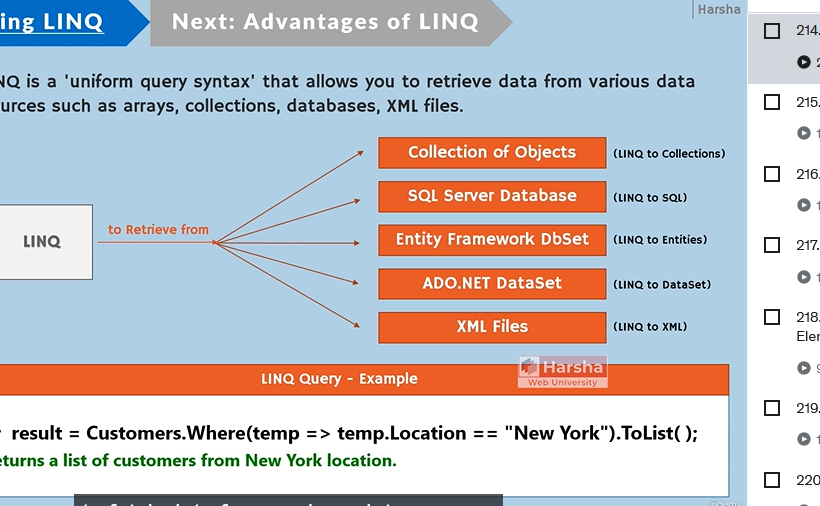 ing LINQ
Next: Advantages of LINQ
Harsha
NQ is a 'uniform query syntax' that allows you to retrieve data from various data
urces such as arrays, collections, databases, XML files.
LINQ
to Retrieve from
Collection of Objects (LINQ to Collections)
SQL Server Database (LINQ to SQL)
Entity Framework DbSet (LINQ to Entities)
ADO.NET DataSet (LINQ to DataSet)
XML Files (LINQ to XML)
LINQ Query - Example
Harsha
Web University
result = Customers.Where(temp => temp.Location == "New York").ToList( );
eturns a list of customers from New York location.
Udemy
214.
2
215.
1
216.
1
217.
1
218.
Eler
9
219.
1
220